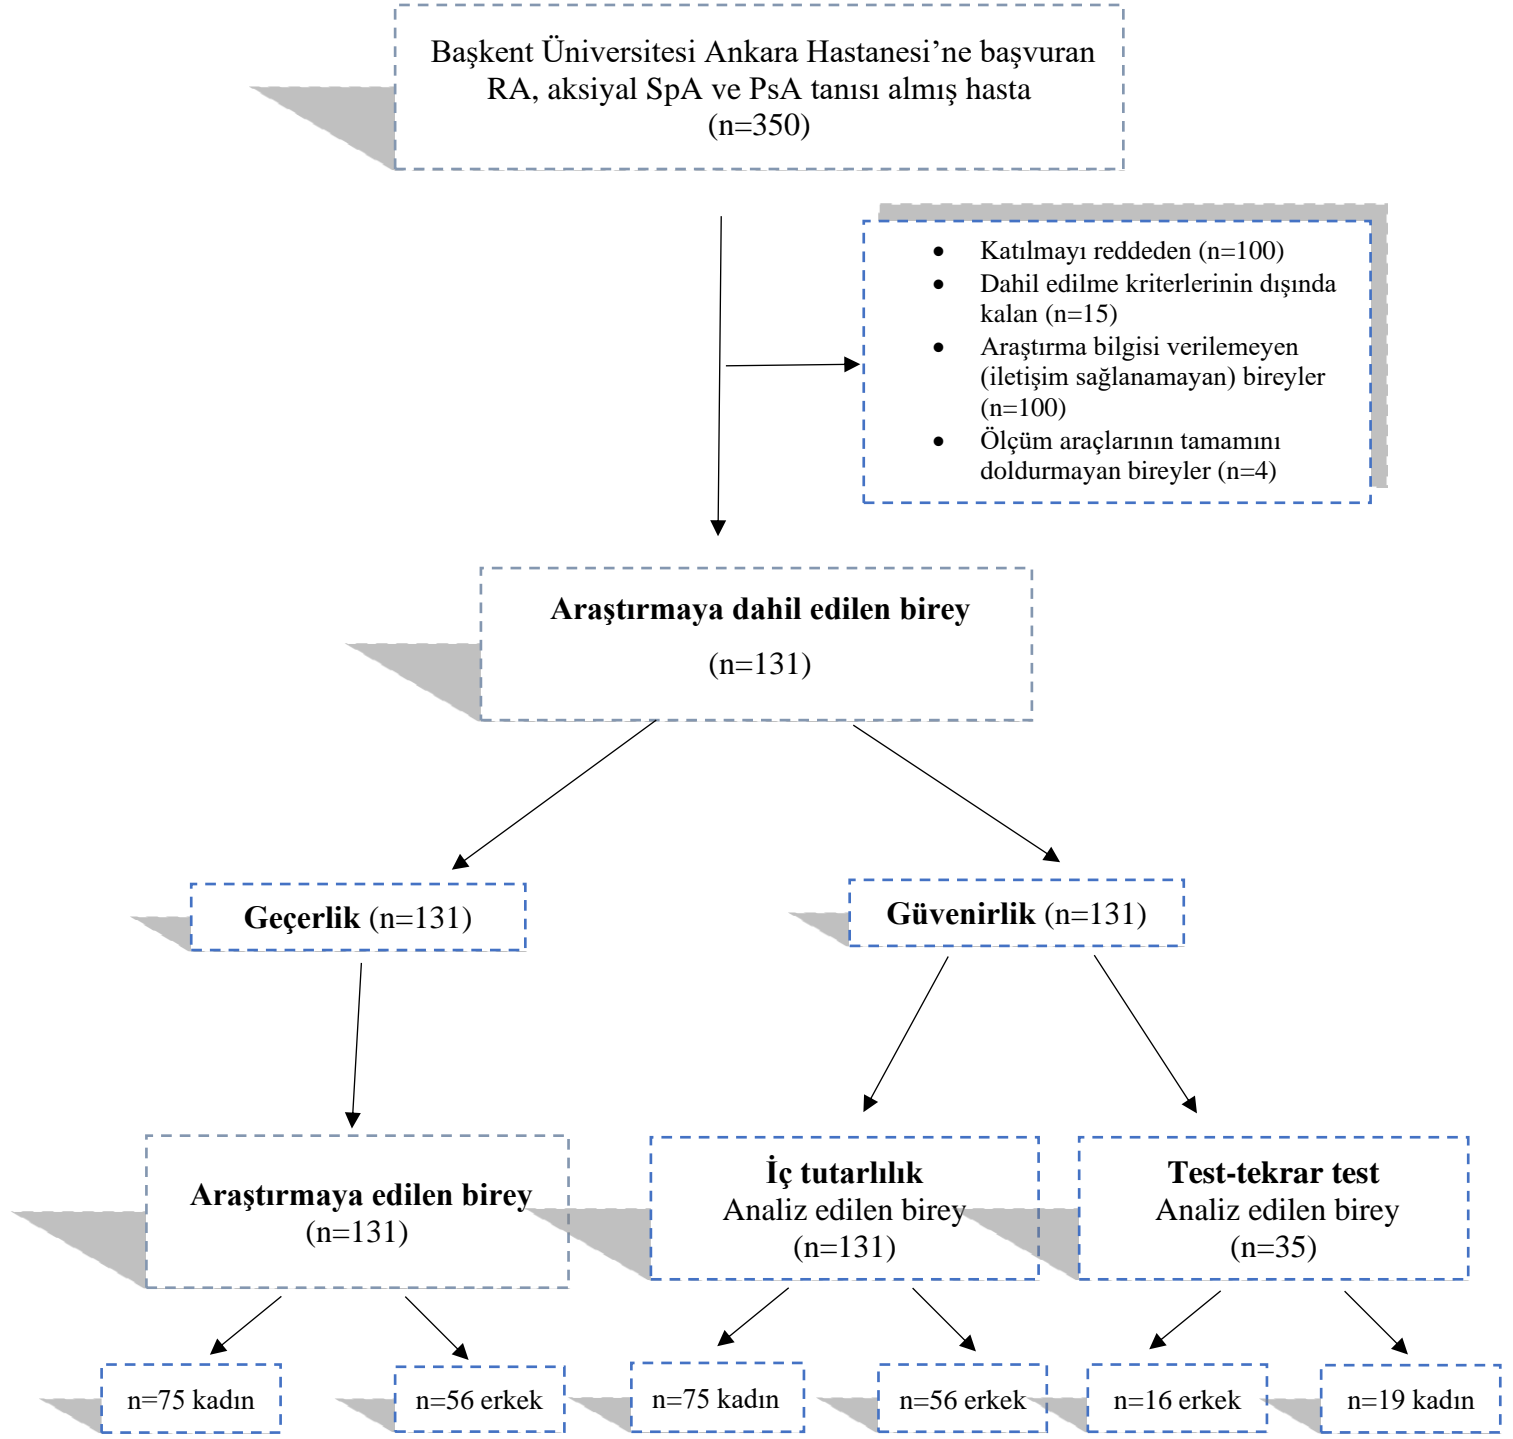 Başkent Üniversitesi Ankara Hastanesi’ne başvuran
RA, aksiyal SpA ve PsA tanısı almış hasta
(n=350)
• Katılmayı reddeden (n=100)
• Dahil edilme kriterlerinin dışında
kalan (n=15)
• Araştırma bilgisi verilemeyen
(iletişim sağlanamayan) bireyler
(n=100)
• Ölçüm araçlarının tamamını
doldurmayan bireyler (n=4)
Araştırmaya dahil edilen birey
(n=131)
Geçerlik (n=131)
Güvenirlik (n=131)
Araştırmaya edilen birey
(n=131)
İç tutarlılık
Analiz edilen birey
(n=131)
Test-tekrar test
Analiz edilen birey
(n=35)
n=75 kadın
n=56 erkek
n=75 kadın
n=56 erkek
n=16 erkek
n=19 kadın